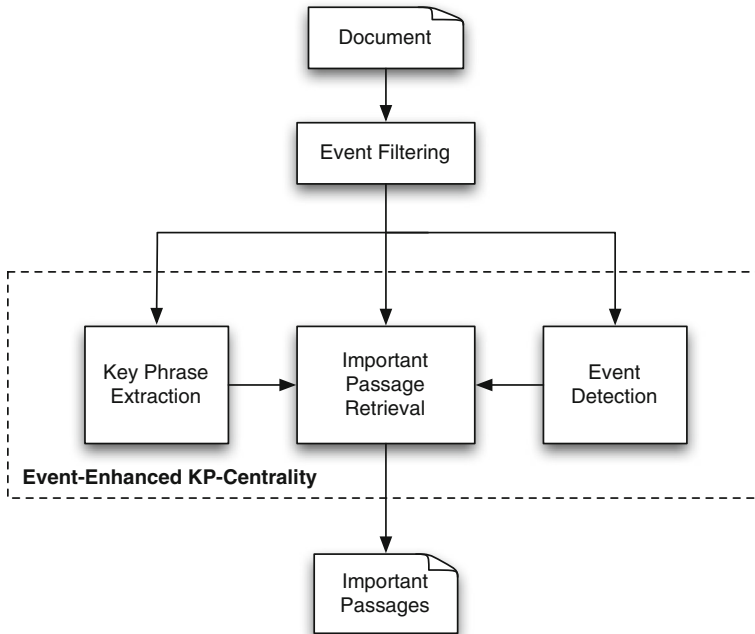 Document
Event Filtering
Key Phrase
Extraction
Important
Passage
Retrieval
Event
Detection
Event-Enhanced KP-Centrality
Important
Passages